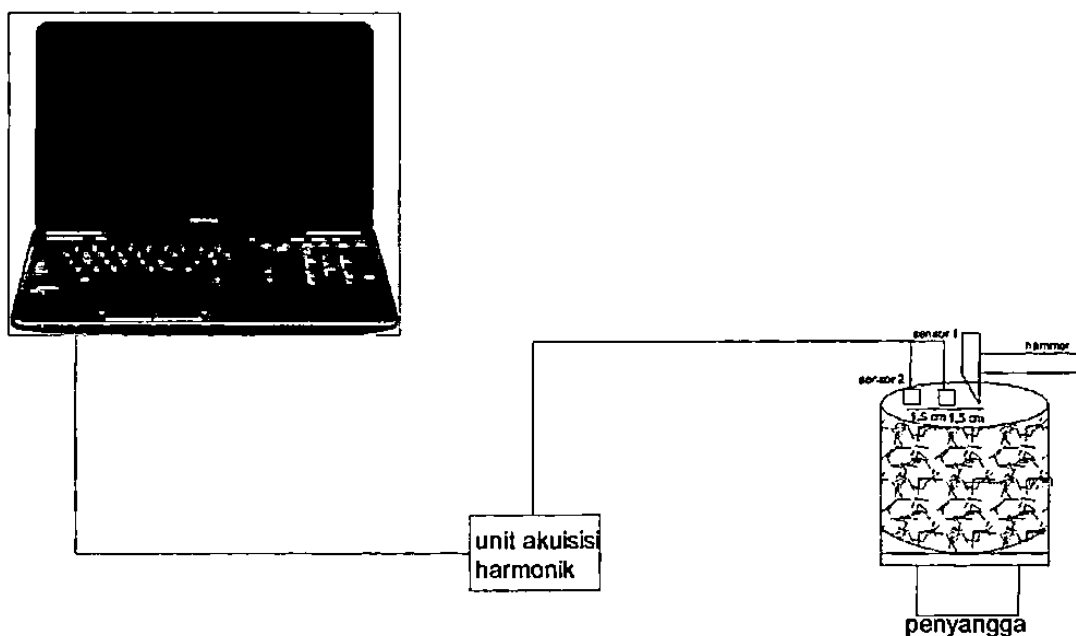 sensor 1
hammer
sensor 2
1,5 cm 1,5 cm
unit akuisisi
harmonik
penyangga